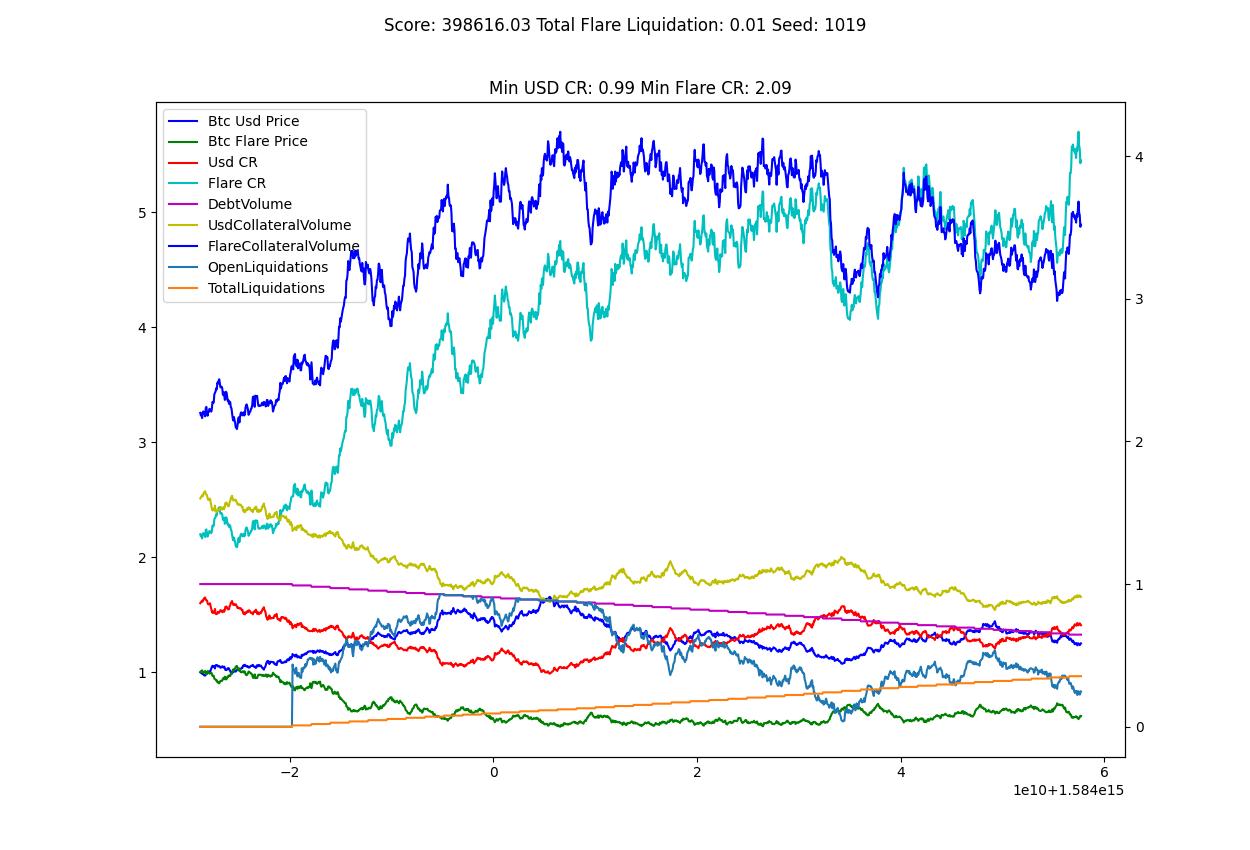 Score: 398616.03 Total Flare Liquidation: 0.01 Seed: 1019
Min USD CR: 0.99 Min Flare CR: 2.09
Btc Usd Price
Btc Flare Price
Usd CR
Flare CR
DebtVolume
UsdCollateralVolume
FlareCollateralVolume
OpenLiquidations
TotalLiquidations
5
4
3
2
1
4
3
2
1
0
−2
0
2
4
6
1e10+1.584e15